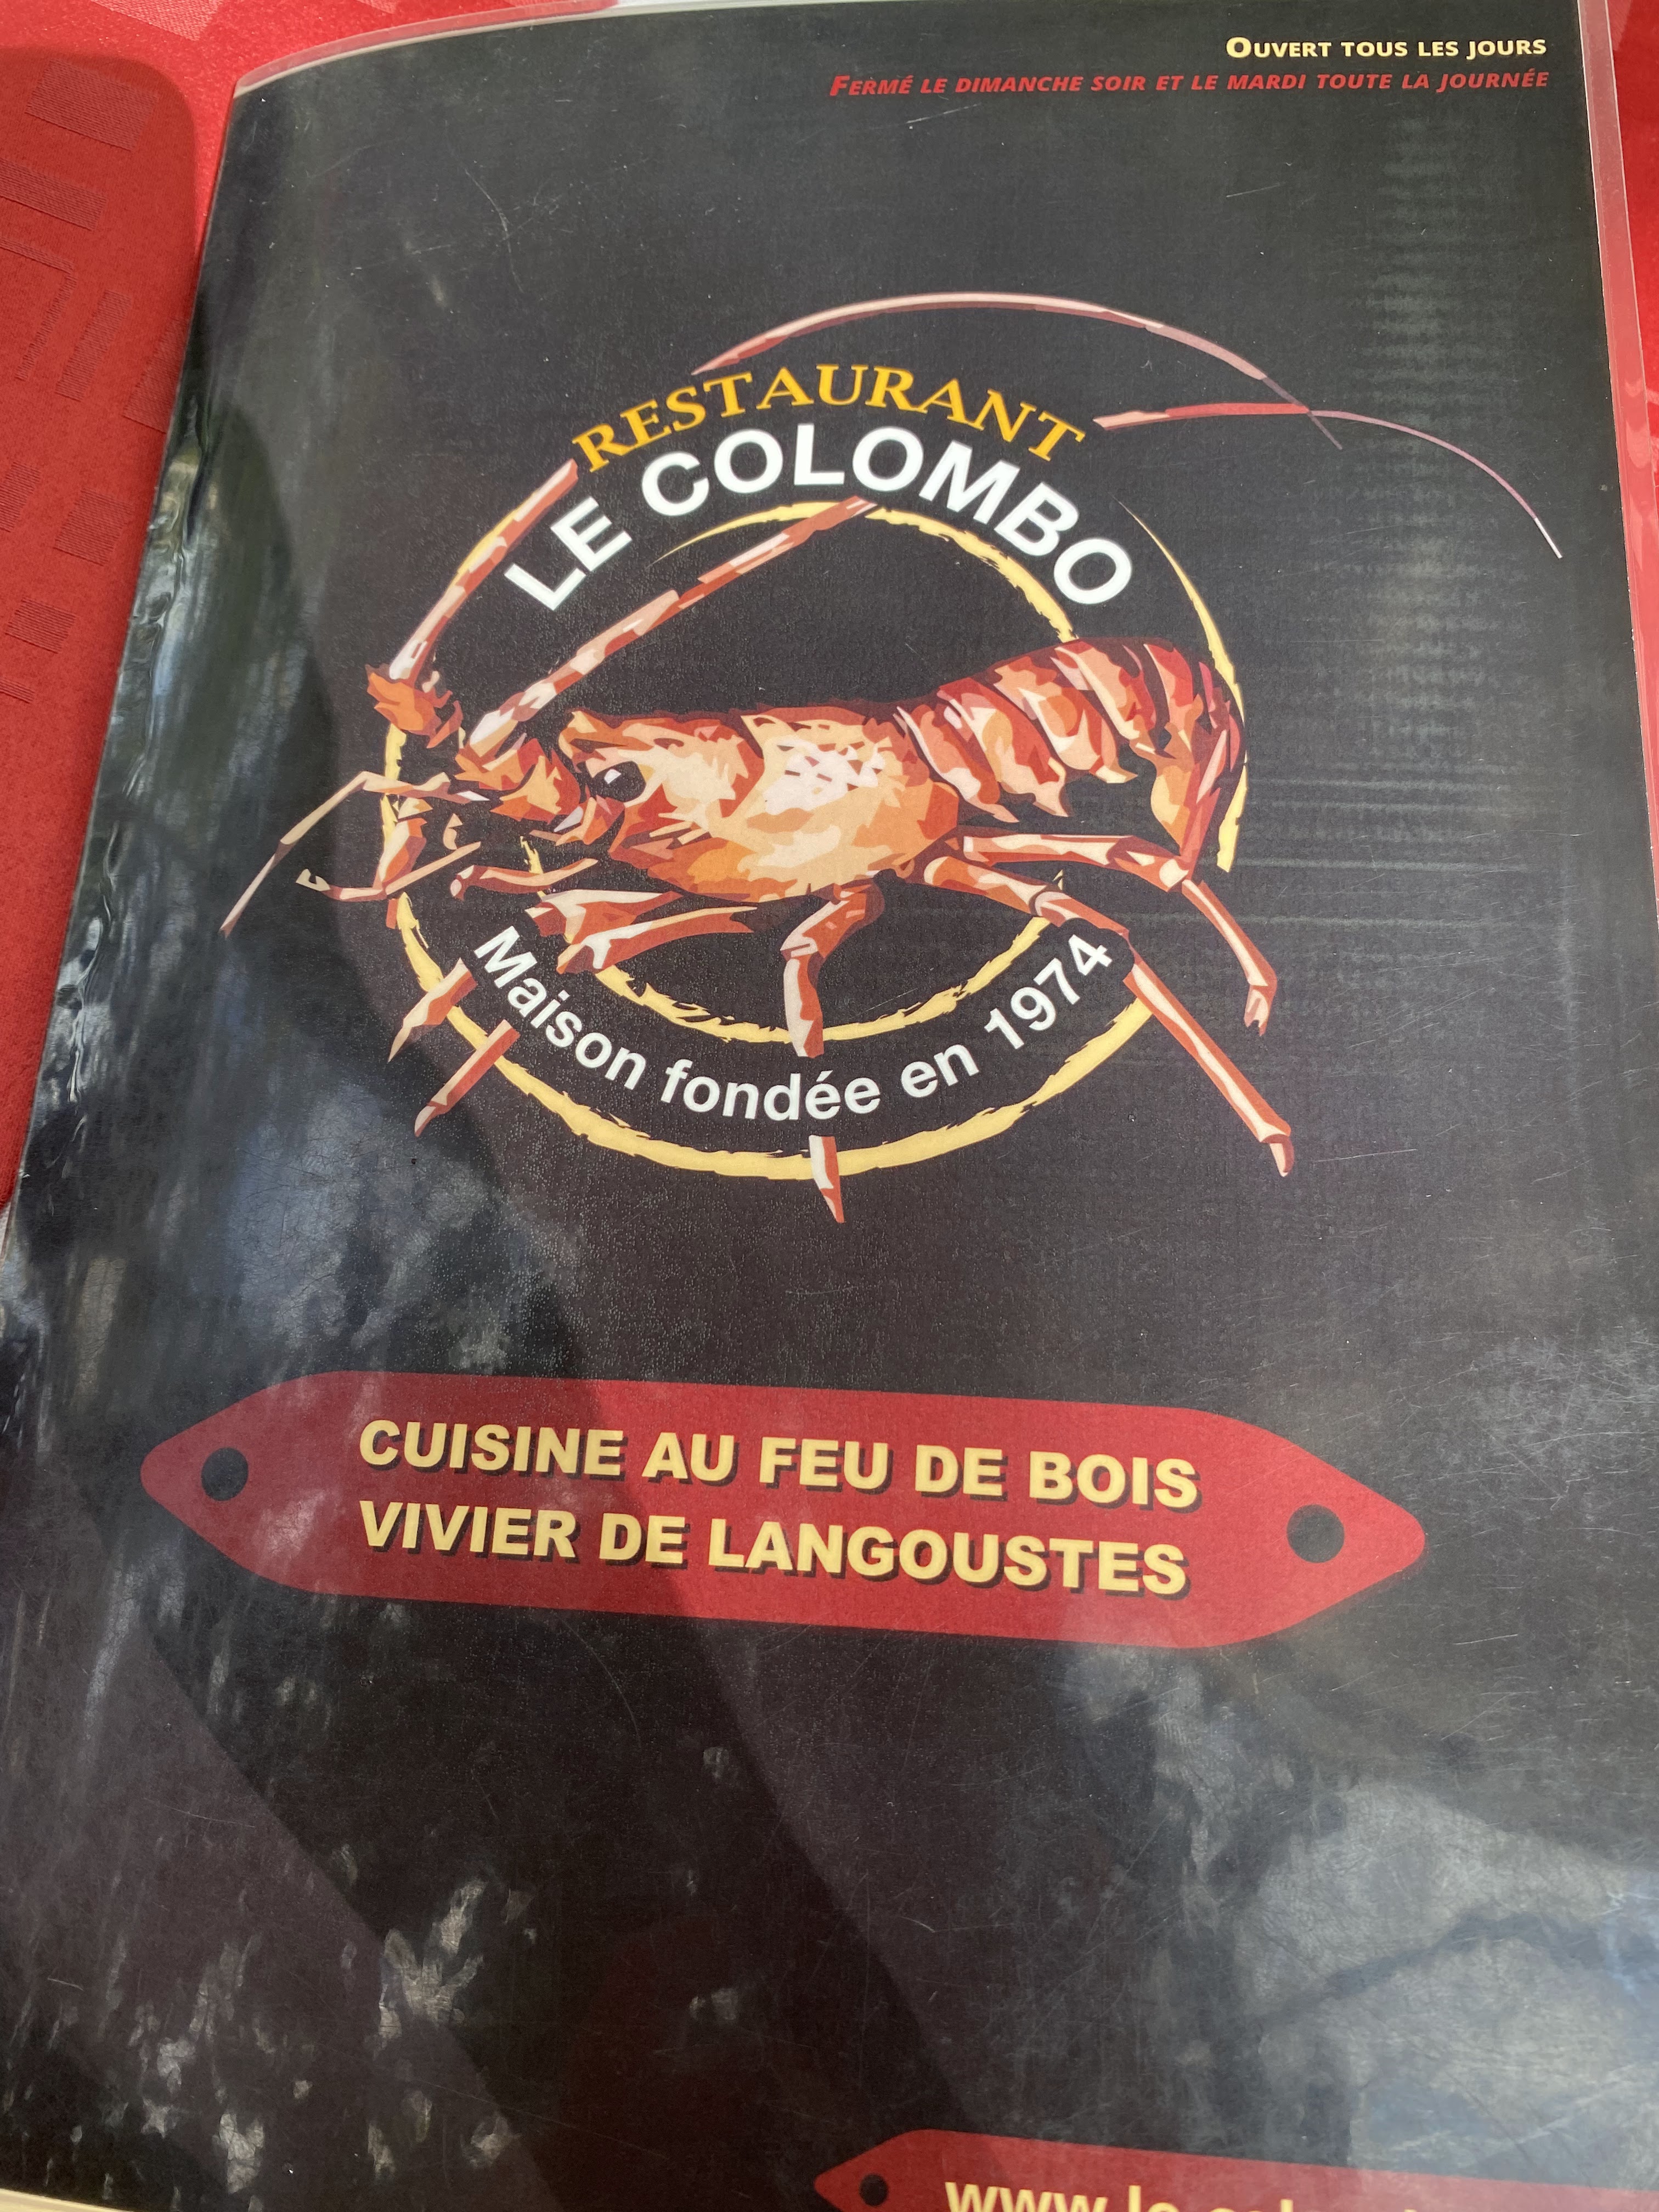 OUVERT TOUS LES JOURS
FERMÉ LE DIMANCHE SOIR ET LE MARDI TOUTE LA JOURNÉE
RESTAURANT
LE COLOMBO
Maison fondée en 1974
CUISINE AU FEU DE BOIS
VIVIER DE LANGOUSTES